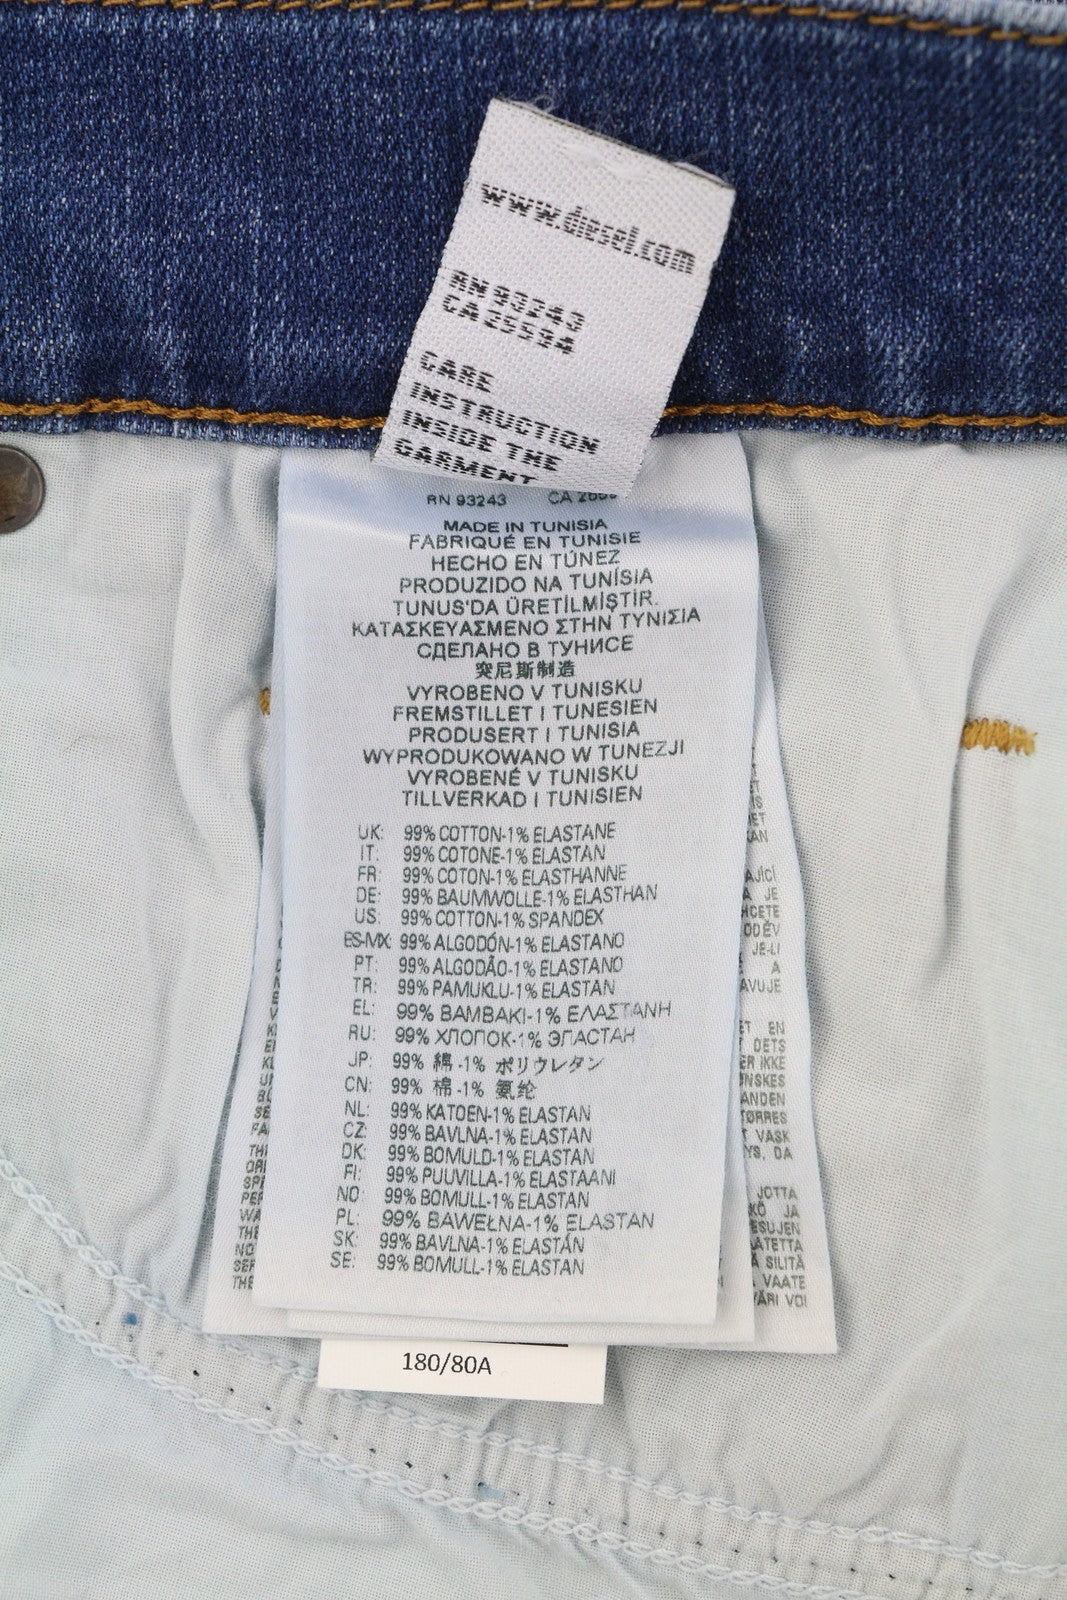 www.diesel.com
RN 93243
CA 25594
CARE
INSTRUCTION
INSIDE THE
GARMENT
RN 93243 CA
MADE IN TUNISIA
FABRIQUÉ EN TUNISIE
HECHO EN TÚNEZ
PRODUZIDO NA TUNÍSIA
TUNUS'DA ÜRETİLMİŞTİR.
ΚΑΤΑΣΚΕΥΑΣΜΕΝΟ ΣΤΗΝ ΤΥΝΙΣΙΑ
СДЕЛАНО В ТУНИСЕ
突尼斯制造
VYROBENO V TUNISKU
FREMSTILLET I TUNESIEN
PRODUSERT I TUNISIA
WYPRODUKOWANO W TUNEZJI
VYROBENÉ V TUNISKU
TILLVERKAD I TUNISIEN
UK: 99% COTTON-1% ELASTANE
IT: 99% COTONE-1% ELASTAN
FR: 99% COTON-1% ELASTHANNE
DE: 99% BAUMWOLLE-1% ELASTHAN
US: 99% COTTON-1% SPANDEX
ES-MX: 99% ALGODÓN-1% ELASTANO
PT: 99% ALGODÃO-1% ELASTANO
TR: 99% PAMUKLU-1% ELASTAN
EL: 99% ΒΑΜΒΑΚΙ-1% ΕΛΑΣΤΑΝΗ
RU: 99% ХЛОПОК-1% ЭЛАСТАН
JP: 99% 綿 -1% ポリウレタン
CN: 99% 棉 -1% 氨纶
NL: 99% KATOEN-1% ELASTAN
CZ: 99% BAVLNA-1% ELASTAN
DK: 99% BOMULD-1% ELASTAN
FI: 99% PUUVILLA-1% ELASTAANI
NO: 99% BOMULL-1% ELASTAN
PL: 99% BAWEŁNA-1% ELASTAN
SK: 99% BAVLNA-1% ELASTÁN
SE: 99% BOMULL-1% ELASTAN
180/80A